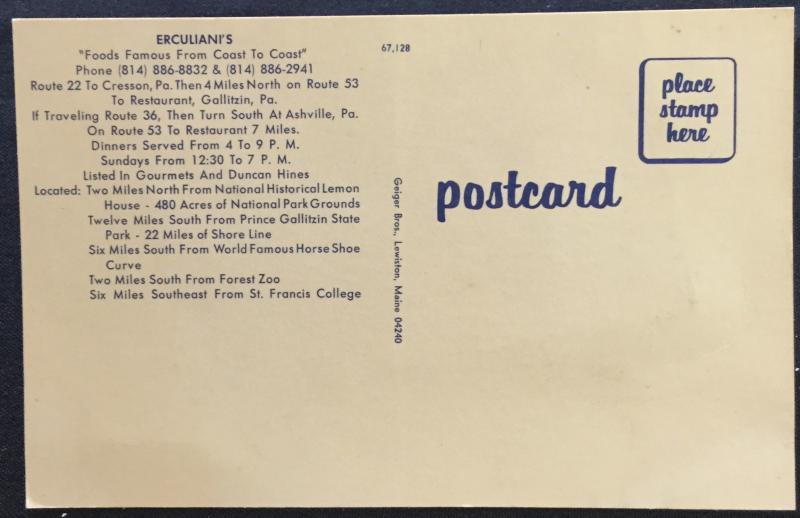 ERCULIANI'S
"Foods Famous From Coast To Coast"
Phone (814) 886-8832 & (814) 886-2941
Route 22 To Cresson, Pa. Then 4 Miles North on Route 53
To Restaurant, Gallitzin, Pa.
If Traveling Route 36, Then Turn South At Ashville, Pa.
On Route 53 To Restaurant 7 Miles.
Dinners Served From 4 To 9 P. M.
Sundays From 12:30 To 7 P. M.
Listed In Gourmets And Duncan Hines
Located: Two Miles North From National Historical Lemon
House - 480 Acres of National Park Grounds
Twelve Miles South From Prince Gallitzin State
Park - 22 Miles of Shore Line
Six Miles South From World Famous Horse Shoe
Curve
Two Miles South From Forest Zoo
Six Miles Southeast From St. Francis College
67,128
Geiger Bros., Lewiston, Maine 04240
postcard
place
stamp
here